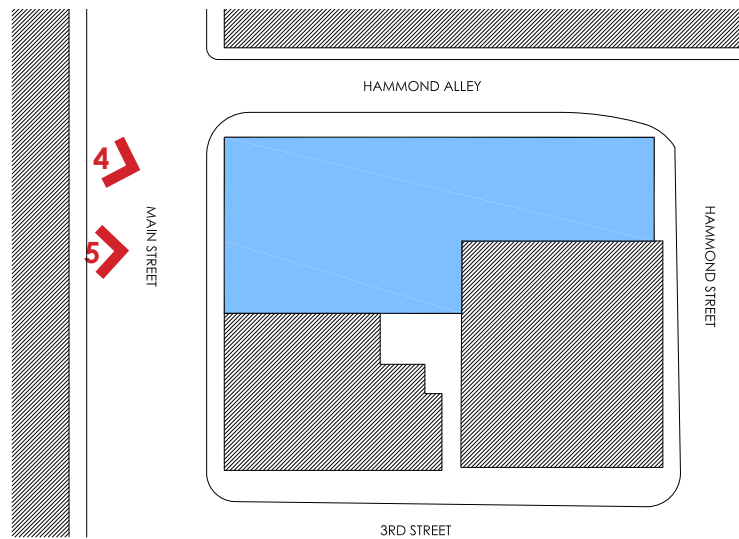 HAMMOND ALLEY
4
MAIN STREET
5
HAMMOND STREET
3RD STREET